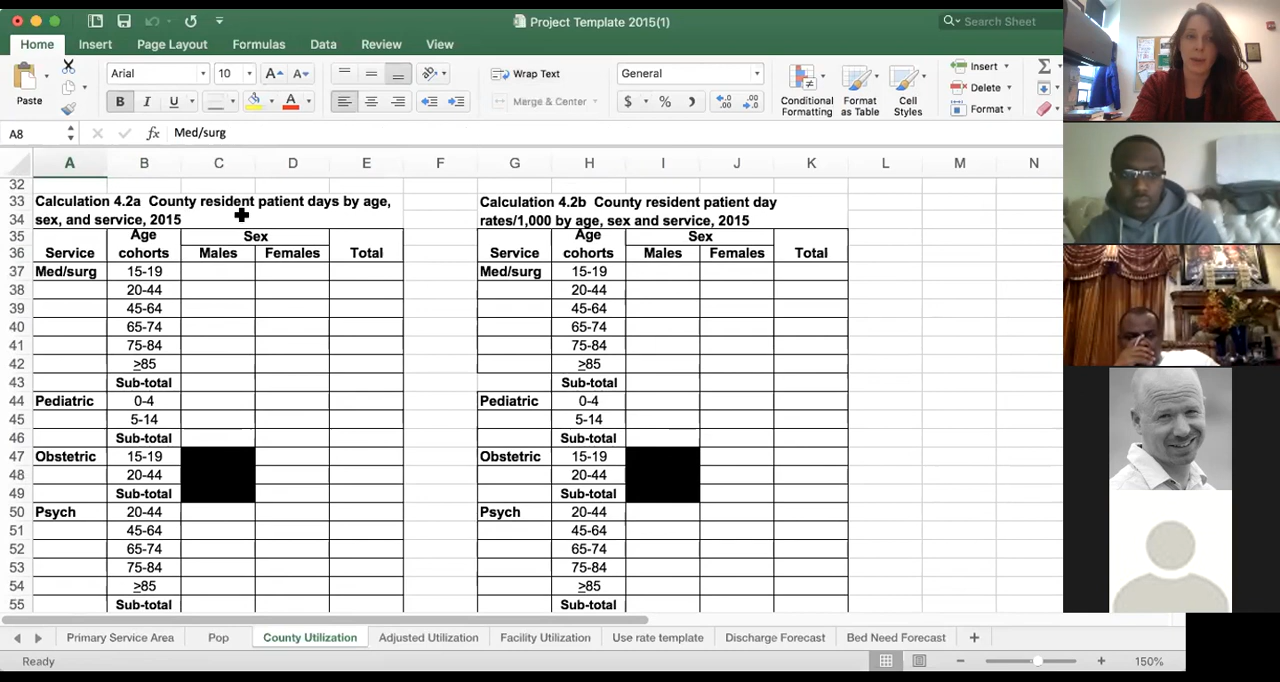 Project Template 2015(1)
Search Sheet
Home Insert Page Layout Formulas Data Review View
Paste
Arial 10
A A
B I U A
Wrap Text
Merge & Center
General
$ %
Conditional Formatting
Format as Table
Cell Styles
Insert
Delete
Format
A8 fx Med/surg
A B C D E F G H I J K L M N
32
33 Calculation 4.2a County resident patient days by age, Calculation 4.2b County resident patient day
34 sex, and service, 2015 rates/1,000 by age, sex and service, 2015
35 Age Sex Age Sex
36 Service cohorts Males Females Total Service cohorts Males Females Total
37 Med/surg 15-19 Med/surg 15-19
38 20-44 20-44
39 45-64 45-64
40 65-74 65-74
41 75-84 75-84
42 >85 >85
43 Sub-total Sub-total
44 Pediatric 0-4 Pediatric 0-4
45 5-14 5-14
46 Sub-total Sub-total
47 Obstetric 15-19 Obstetric 15-19
48 20-44 20-44
49 Sub-total Sub-total
50 Psych 20-44 Psych 20-44
51 45-64 45-64
52 65-74 65-74
53 75-84 75-84
54 >85 >85
55 Sub-total Sub-total
Primary Service Area Pop County Utilization Adjusted Utilization Facility Utilization Use rate template Discharge Forecast Bed Need Forecast +
Ready 150%